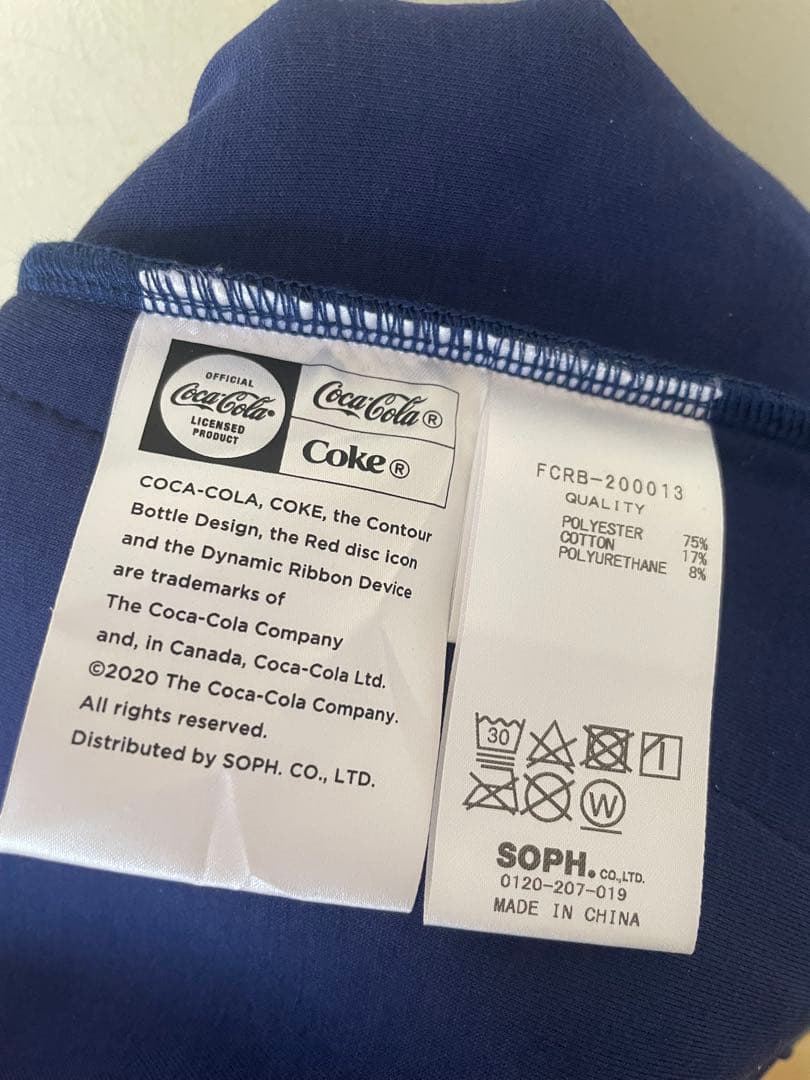 OFFICIAL
Coca-Cola®
LICENSED
PRODUCT
Coca-Cola®
Coke®
COCA-COLA, COKE, the Contour
Bottle Design, the Red disc icon
and the Dynamic Ribbon Device
are trademarks of
The Coca-Cola Company
and, in Canada, Coca-Cola Ltd.
©2020 The Coca-Cola Company.
All rights reserved.
Distributed by SOPH. CO., LTD.
FCRB-200013
QUALITY
POLYESTER 75%
COTTON 17%
POLYURETHANE 8%
30
W
SOPH. CO.,LTD.
0120-207-019
MADE IN CHINA